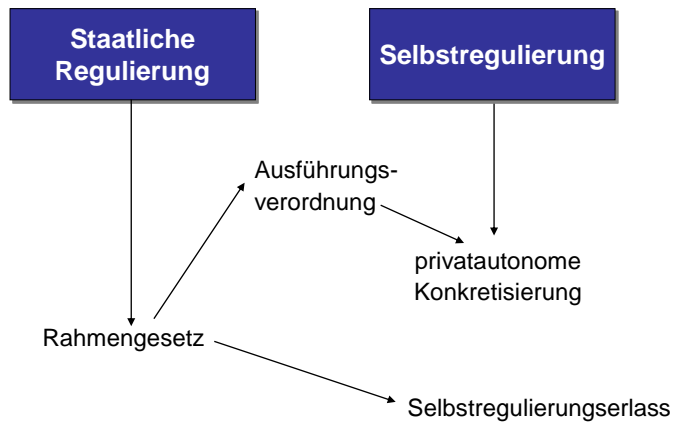 Staatliche
Regulierung
Selbstregulierung
Ausführungs-
verordnung
privatautonome
Konkretisierung
Rahmengesetz
Selbstregulierungserlass